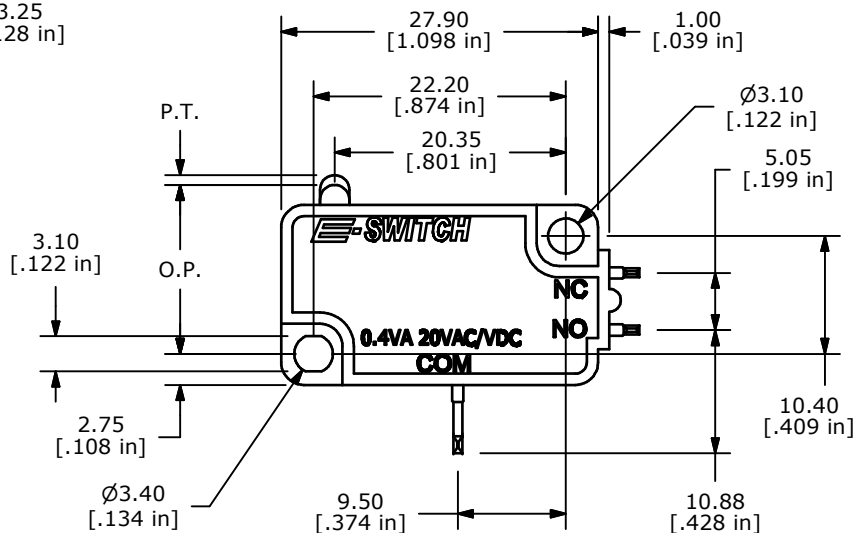 3.25
27.90
[1.098 in]
1.00
[.039 in]
22.20
[.874 in]
Ø3.10
[.122 in]
P.T.
20.35
[.801 in]
5.05
[.199 in]
E-SWITCH
3.10
[.122 in]
O.P.
NC
NO
0.4VA 20VAC/VDC
COM
2.75
[.108 in]
10.40
[.409 in]
Ø3.40
[.134 in]
9.50
[.374 in]
10.88
[.428 in]